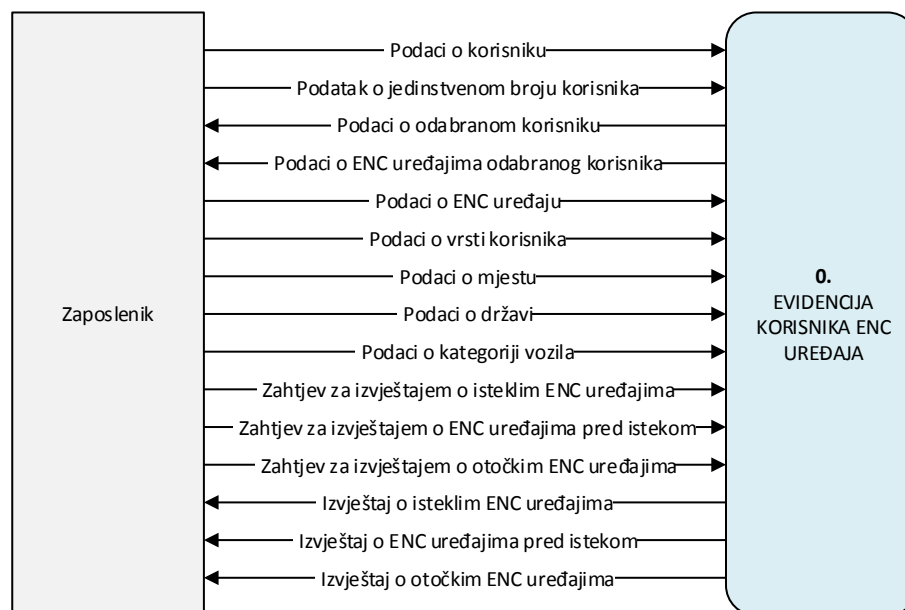 Podaci o korisniku
Podatak o jedinstvenom broju korisnika
Podaci o odabranom korisniku
Podaci o ENC uređajima odabranog korisnika
Podaci o ENC uređaju
Podaci o vrsti korisnika
Podaci o mjestu
Zaposlenik
Podaci o državi
Podaci o kategoriji vozila
Zahtjev za izvještajem o isteklim ENC uređajima
Zahtjev za izvještajem o ENC uređajima pred istekom
Zahtjev za izvještajem o otočkim ENC uređajima
Izvještaj o isteklim ENC uređajima
Izvještaj o ENC uređajima pred istekom
Izvještaj o otočkim ENC uređajima
0.
EVIDENCIJA
KORISNIKA ENC
UREĐAJA